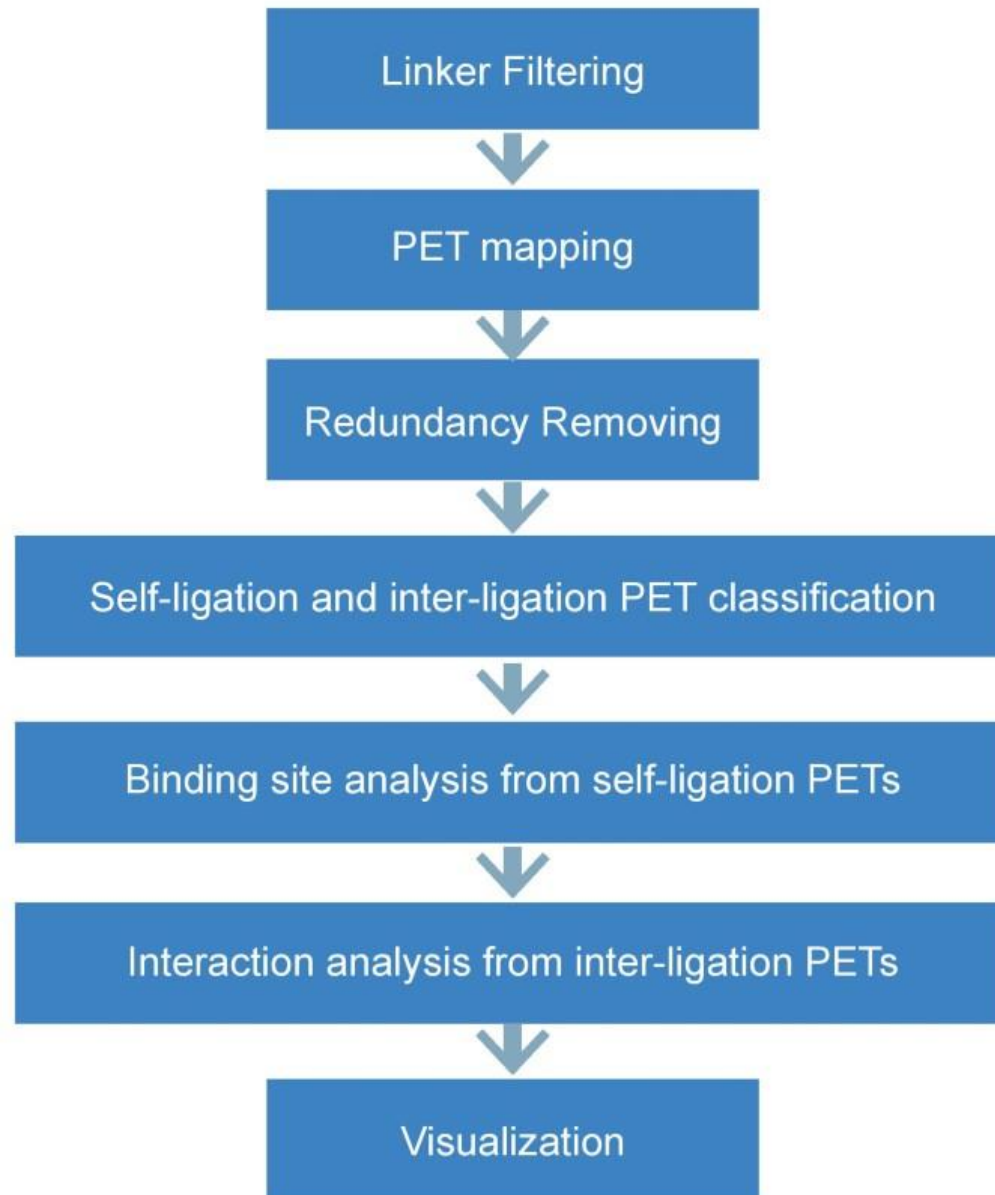 Linker Filtering
PET mapping
Redundancy Removing
Self-ligation and inter-ligation PET classification
Binding site analysis from self-ligation PETs
Interaction analysis from inter-ligation PETs
Visualization